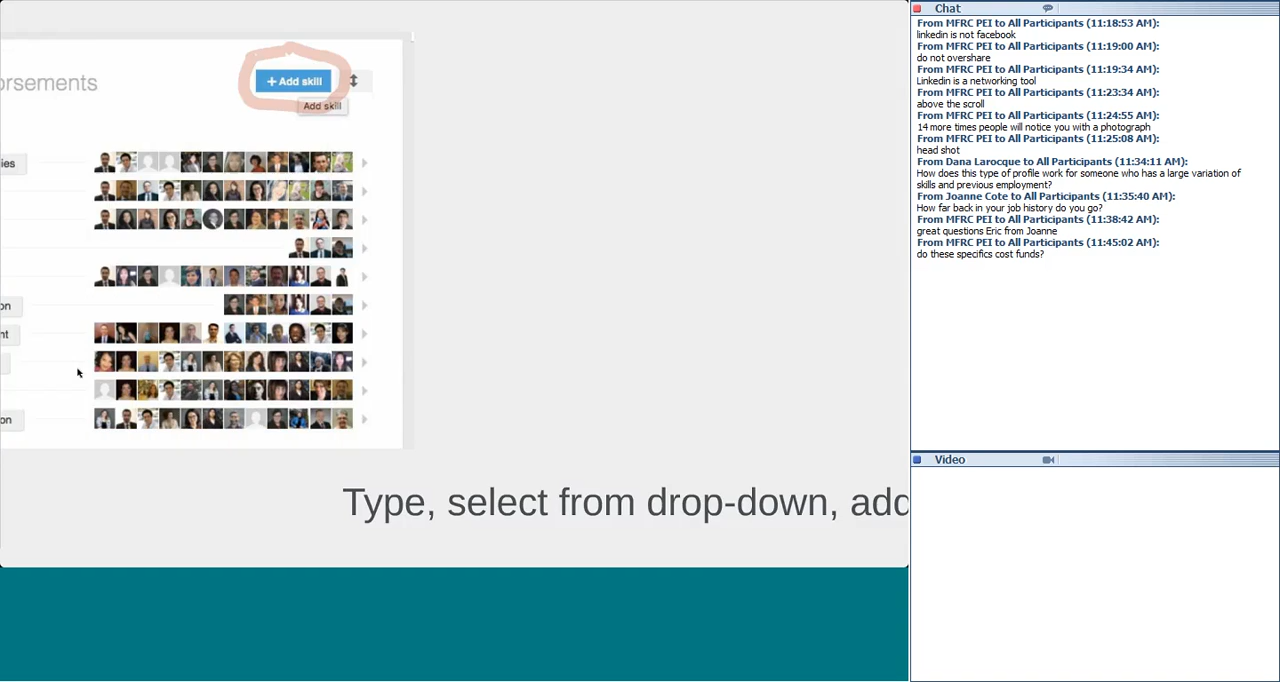 orsements
+ Add skill
Add skill
ies
on
nt
on
Type, select from drop-down, add
Chat
From MFRC PEI to All Participants (11:18:53 AM):
linkedin is not facebook
From MFRC PEI to All Participants (11:19:00 AM):
do not overshare
From MFRC PEI to All Participants (11:19:34 AM):
Linkedin is a networking tool
From MFRC PEI to All Participants (11:23:34 AM):
above the scroll
From MFRC PEI to All Participants (11:24:55 AM):
14 more times people will notice you with a photograph
From MFRC PEI to All Participants (11:25:08 AM):
head shot
From Dana Larocque to All Participants (11:34:11 AM):
How does this type of profile work for someone who has a large variation of
skills and previous employment?
From Joanne Cote to All Participants (11:35:40 AM):
How far back in your job history do you go?
From MFRC PEI to All Participants (11:38:42 AM):
great questions Eric from Joanne
From MFRC PEI to All Participants (11:45:02 AM):
do these specifics cost funds?
Video